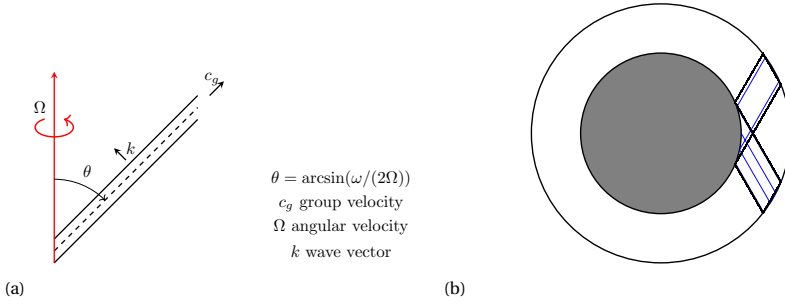 c_g
Ω
k
θ
θ = arcsin(ω/(2Ω))
c_g group velocity
Ω angular velocity
k wave vector
(a)
(b)